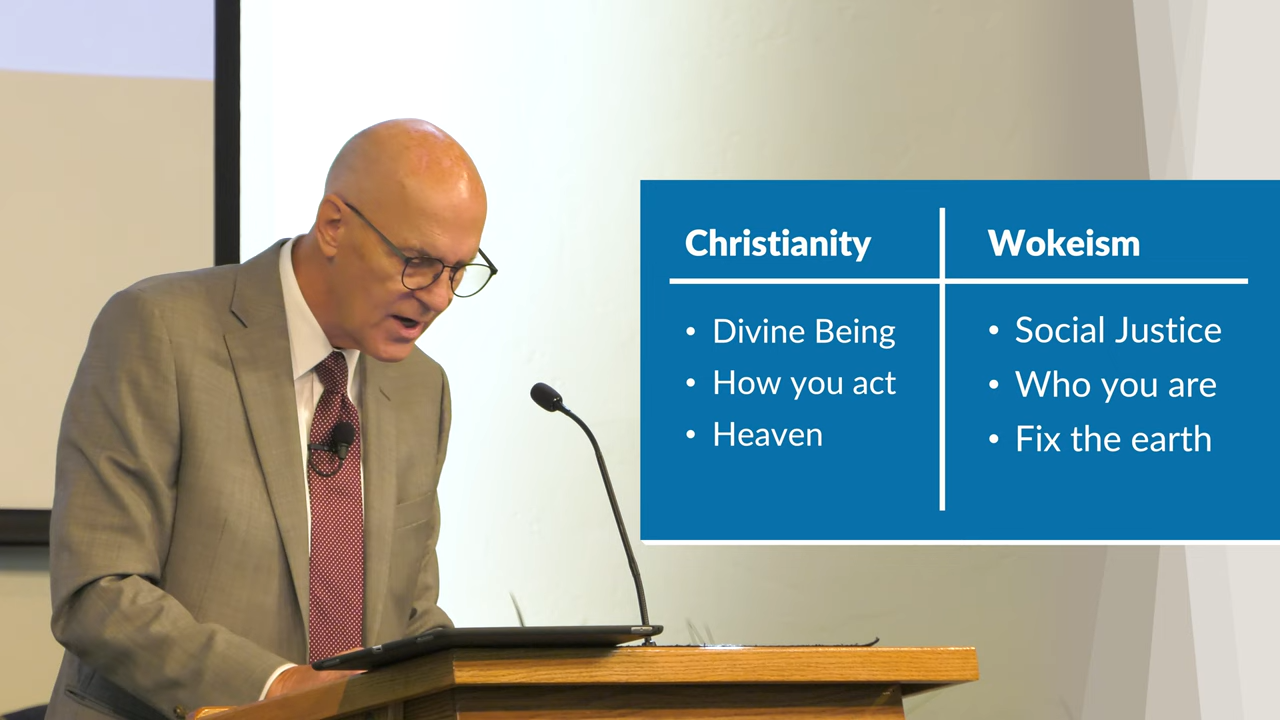 Christianity
Wokeism
• Divine Being
• Social Justice
• How you act
• Who you are
• Heaven
• Fix the earth